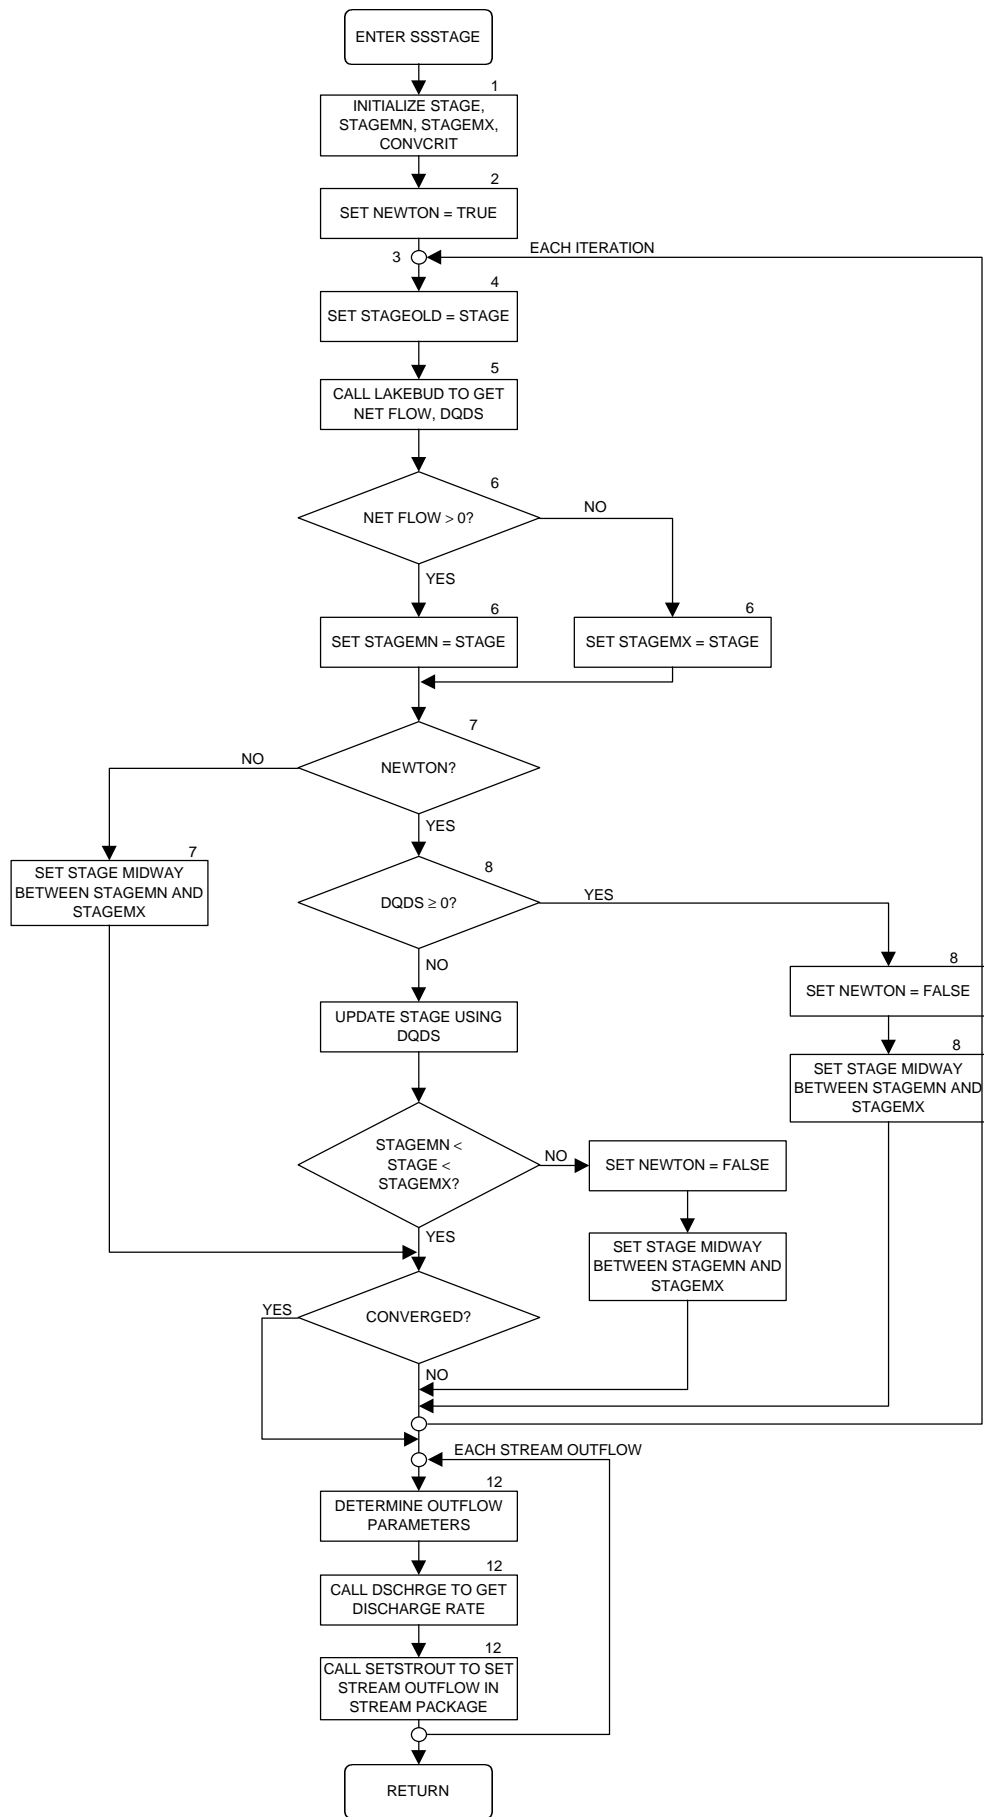 ENTER SSSTAGE
1
INITIALIZE STAGE,
STAGEMN, STAGEMX,
CONVCRIT
2
SET NEWTON = TRUE
EACH ITERATION
3
4
SET STAGEOLD = STAGE
5
CALL LAKEBUD TO GET
NET FLOW, DQDS
6
NET FLOW > 0?
NO
YES
6
SET STAGEMN = STAGE
6
SET STAGEMX = STAGE
7
NEWTON?
NO
YES
7
SET STAGE MIDWAY
BETWEEN STAGEMN AND
STAGEMX
8
DQDS ≥ 0?
YES
NO
8
SET NEWTON = FALSE
UPDATE STAGE USING
DQDS
8
SET STAGE MIDWAY
BETWEEN STAGEMN AND
STAGEMX
STAGEMN <
STAGE <
STAGEMX?
NO
SET NEWTON = FALSE
YES
SET STAGE MIDWAY
BETWEEN STAGEMN AND
STAGEMX
CONVERGED?
YES
NO
EACH STREAM OUTFLOW
12
DETERMINE OUTFLOW
PARAMETERS
12
CALL DSCHRGE TO GET
DISCHARGE RATE
12
CALL SETSTROUT TO SET
STREAM OUTFLOW IN
STREAM PACKAGE
RETURN